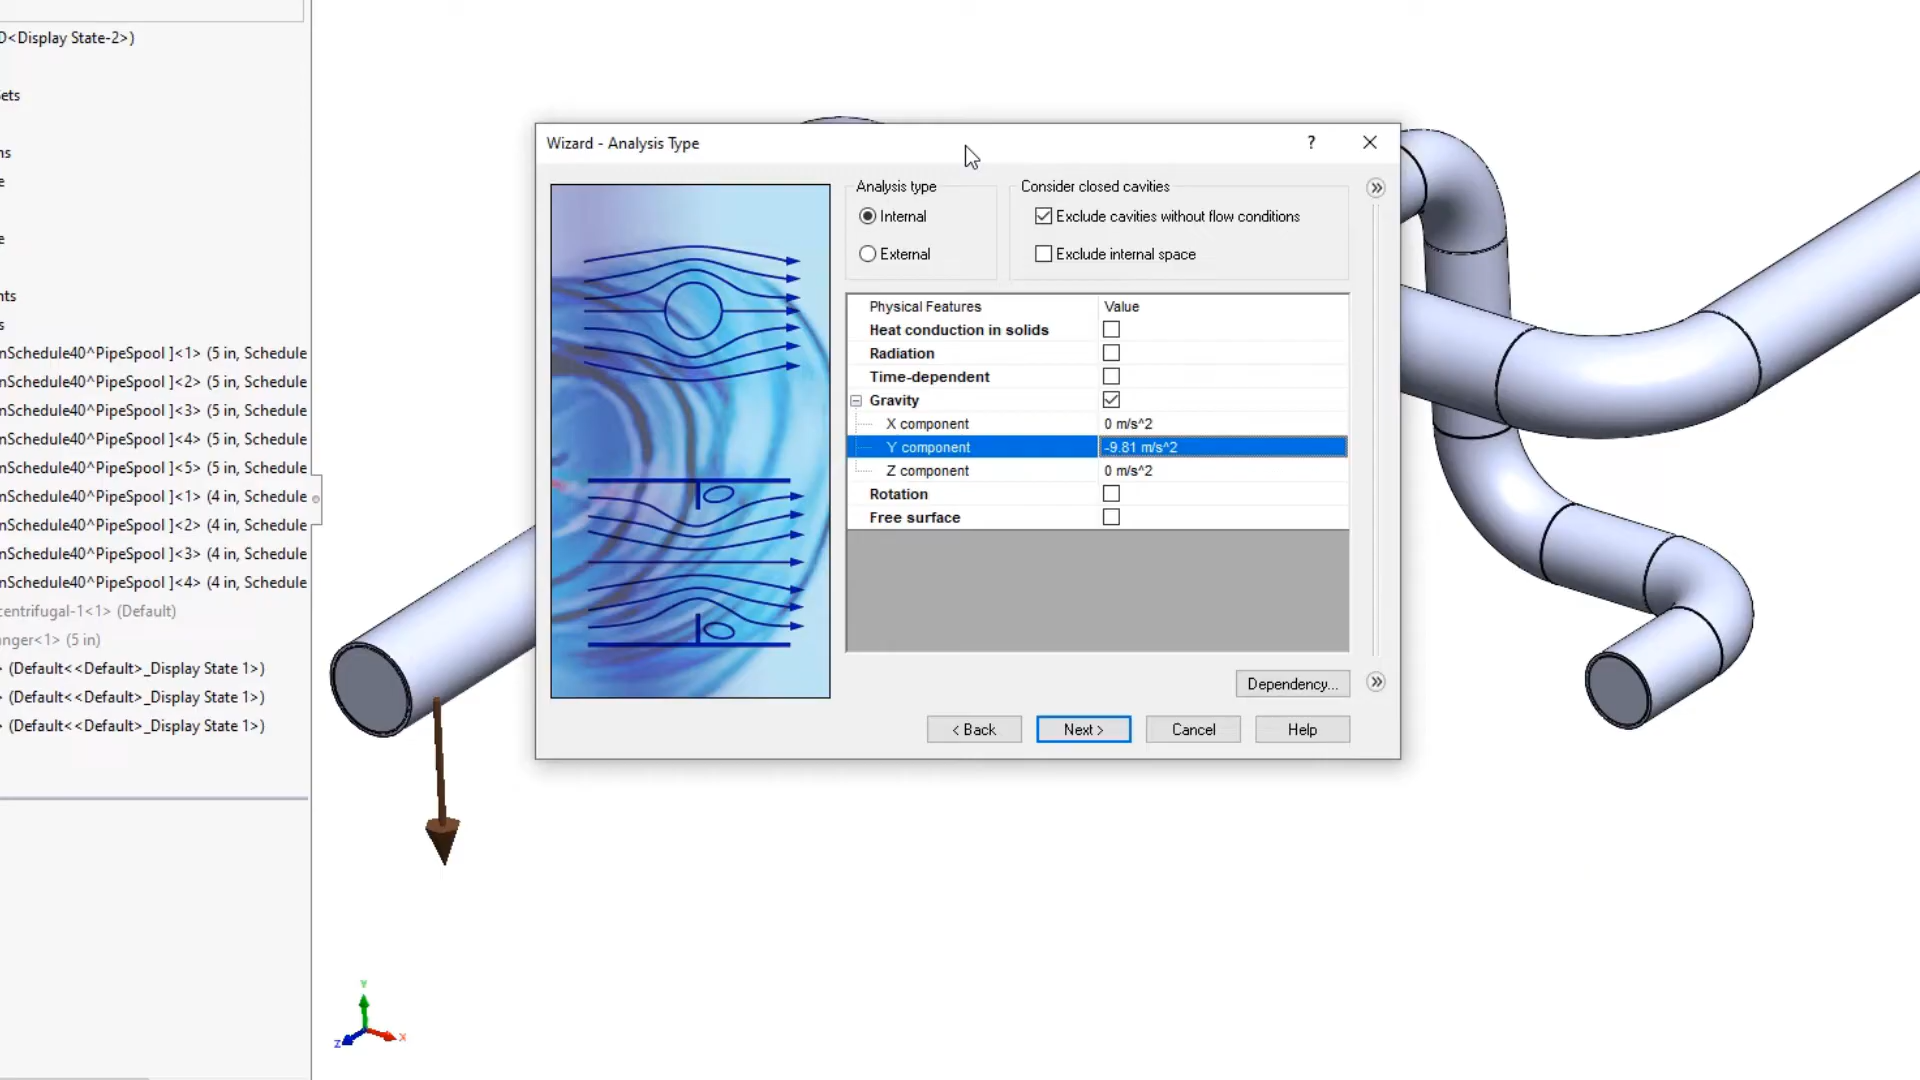 D<Display State-2>)
ets
ns
e
e
nts
s
nSchedule40^PipeSpool ]<1> (5 in, Schedule
nSchedule40^PipeSpool ]<2> (5 in, Schedule
nSchedule40^PipeSpool ]<3> (5 in, Schedule
nSchedule40^PipeSpool ]<4> (5 in, Schedule
nSchedule40^PipeSpool ]<5> (5 in, Schedule
nSchedule40^PipeSpool ]<1> (4 in, Schedule
nSchedule40^PipeSpool ]<2> (4 in, Schedule
nSchedule40^PipeSpool ]<3> (4 in, Schedule
nSchedule40^PipeSpool ]<4> (4 in, Schedule
centrifugal-1<1> (Default)
anger<1> (5 in)
(Default<<Default>_Display State 1>)
(Default<<Default>_Display State 1>)
(Default<<Default>_Display State 1>)
Wizard - Analysis Type
?
Analysis type
Internal
External
Consider closed cavities
Exclude cavities without flow conditions
Exclude internal space
Physical Features Value
Heat conduction in solids
Radiation
Time-dependent
Gravity
X component 0 m/s^2
Y component -9.81 m/s^2
Z component 0 m/s^2
Rotation
Free surface
Dependency...
< Back Next > Cancel Help
Y
Z
X